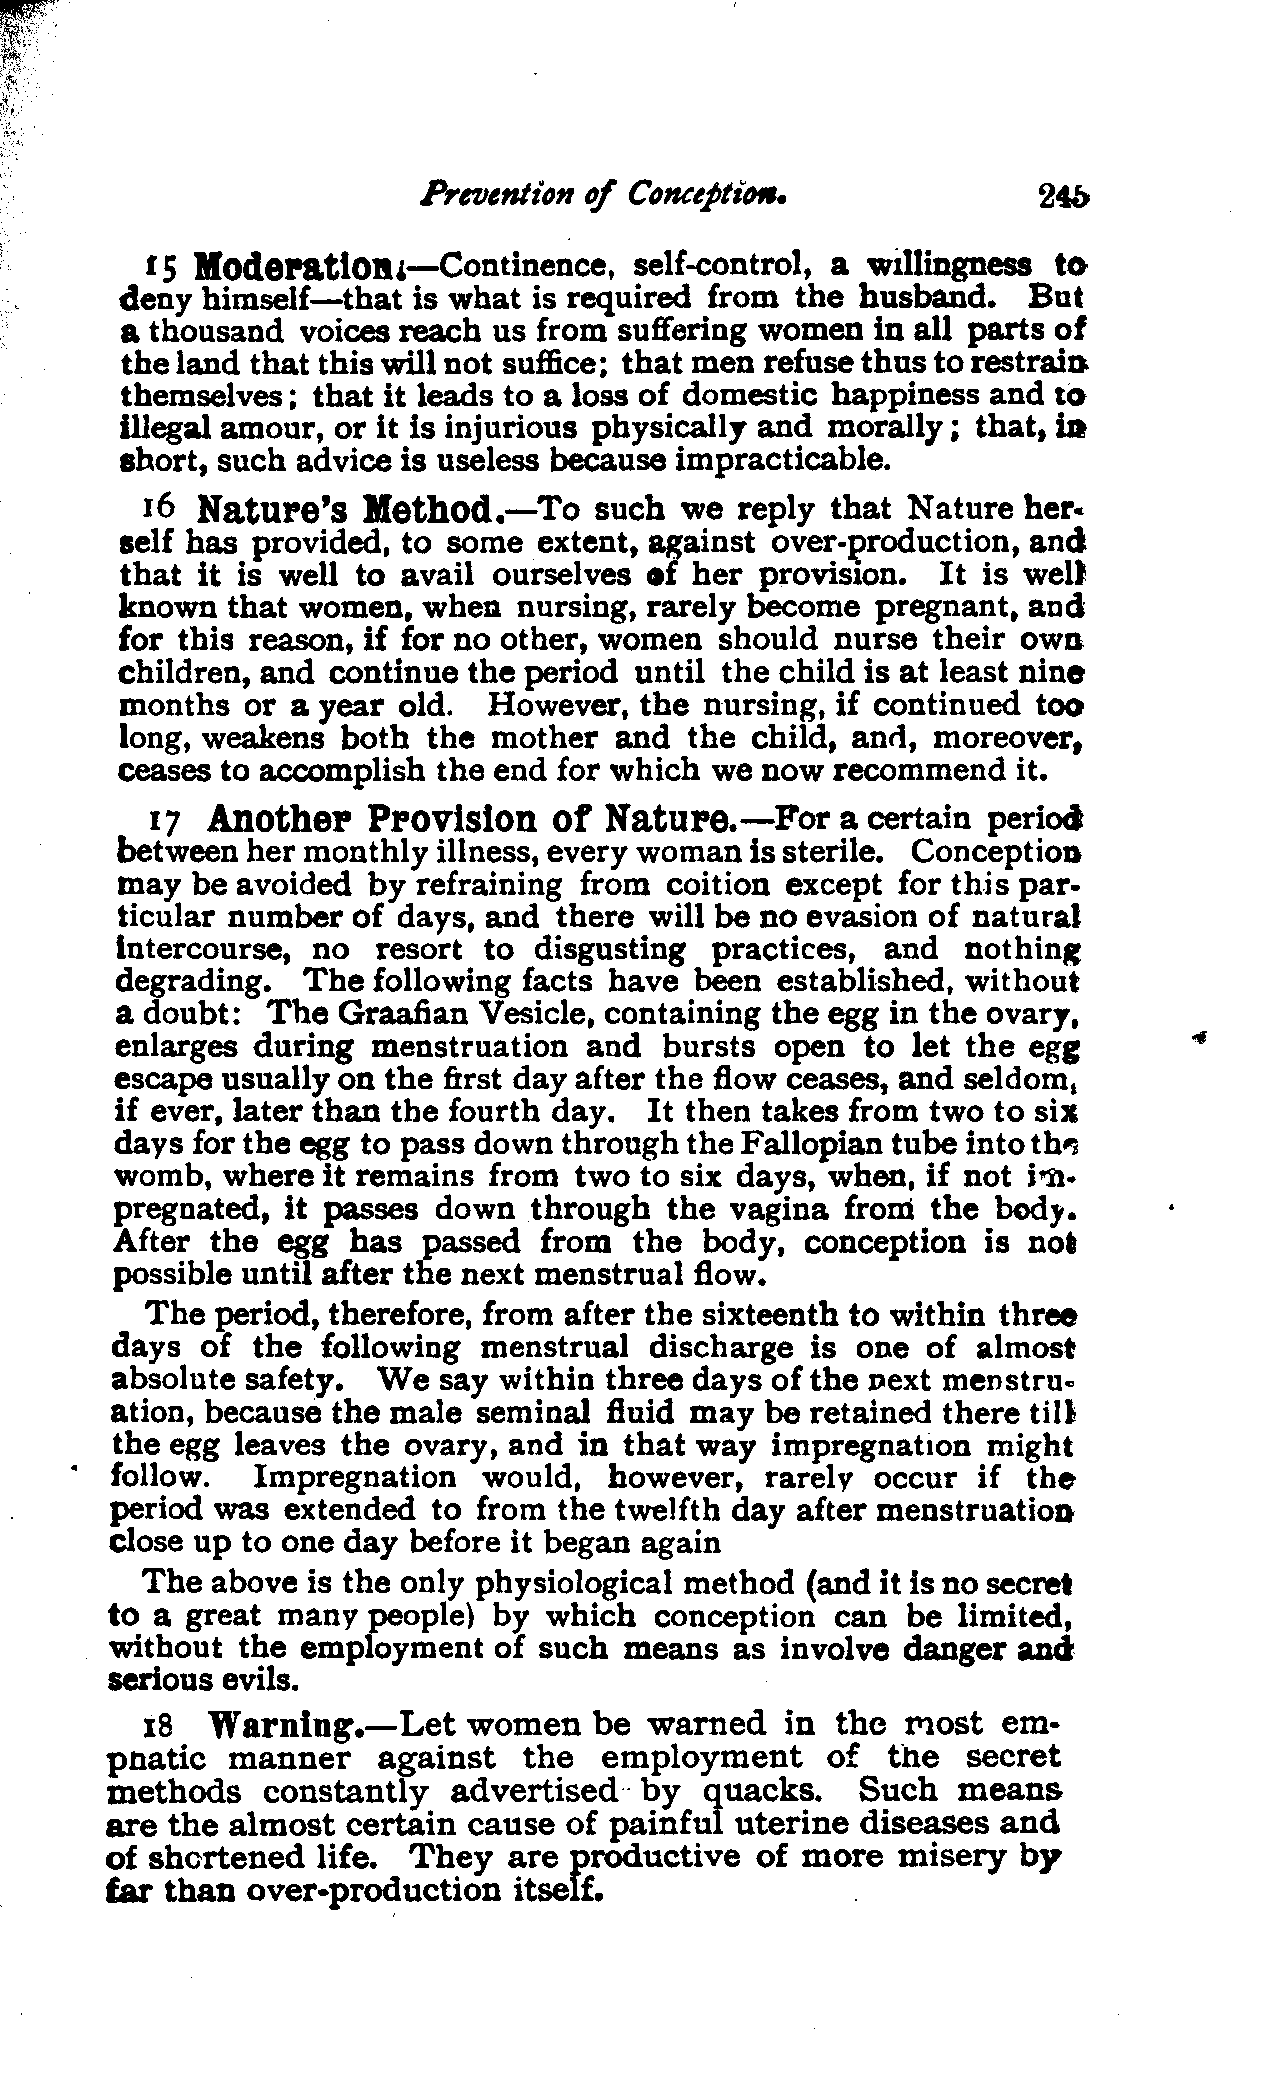 Prevention of Conception. 245
15 Moderation.—Continence, self-control, a willingness to
deny himself—that is what is required from the husband. But
a thousand voices reach us from suffering women in all parts of
the land that this will not suffice; that men refuse thus to restrain
themselves; that it leads to a loss of domestic happiness and to
illegal amour, or it is injurious physically and morally; that, in
short, such advice is useless because impracticable.
16 Nature's Method.—To such we reply that Nature her-
self has provided, to some extent, against over-production, and
that it is well to avail ourselves of her provision. It is well
known that women, when nursing, rarely become pregnant, and
for this reason, if for no other, women should nurse their own
children, and continue the period until the child is at least nine
months or a year old. However, the nursing, if continued too
long, weakens both the mother and the child, and, moreover,
ceases to accomplish the end for which we now recommend it.
17 Another Provision of Nature.—For a certain period
between her monthly illness, every woman is sterile. Conception
may be avoided by refraining from coition except for this par-
ticular number of days, and there will be no evasion of natural
intercourse, no resort to disgusting practices, and nothing
degrading. The following facts have been established, without
a doubt: The Graafian Vesicle, containing the egg in the ovary,
enlarges during menstruation and bursts open to let the egg
escape usually on the first day after the flow ceases, and seldom,
if ever, later than the fourth day. It then takes from two to six
days for the egg to pass down through the Fallopian tube into the
womb, where it remains from two to six days, when, if not im-
pregnated, it passes down through the vagina from the body.
After the egg has passed from the body, conception is not
possible until after the next menstrual flow.
The period, therefore, from after the sixteenth to within three
days of the following menstrual discharge is one of almost
absolute safety. We say within three days of the next menstru-
ation, because the male seminal fluid may be retained there till
the egg leaves the ovary, and in that way impregnation might
follow. Impregnation would, however, rarely occur if the
period was extended to from the twelfth day after menstruation
close up to one day before it began again
The above is the only physiological method (and it is no secret
to a great many people) by which conception can be limited,
without the employment of such means as involve danger and
serious evils.
18 Warning.—Let women be warned in the most em-
phatic manner against the employment of the secret
methods constantly advertised by quacks. Such means
are the almost certain cause of painful uterine diseases and
of shortened life. They are productive of more misery by
far than over-production itself.